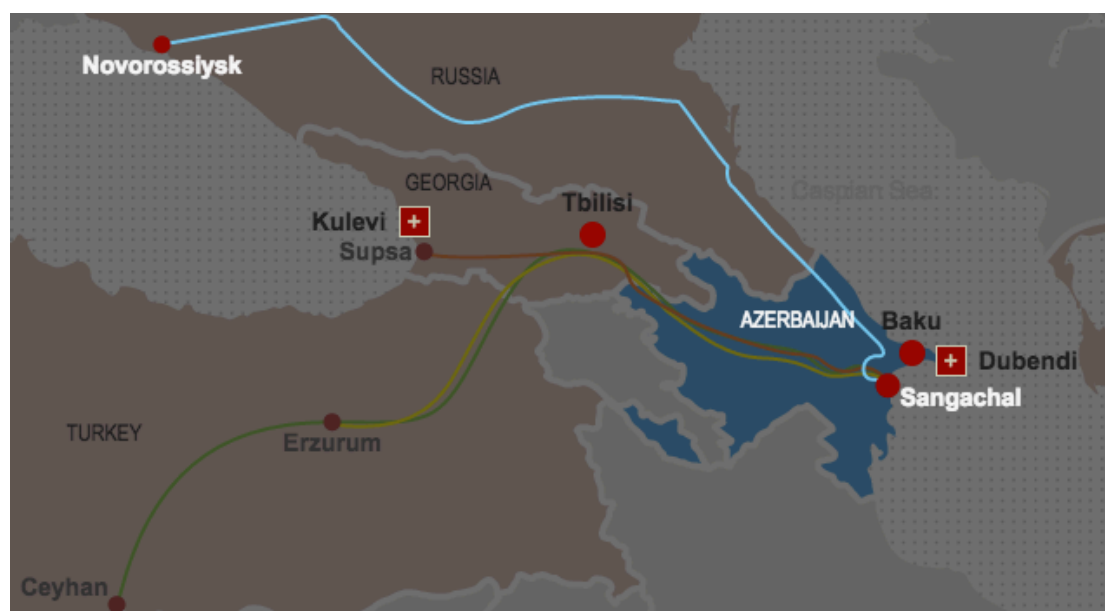 Novorossiysk
RUSSIA
Caspian Sea
GEORGIA
Tbilisi
Kulevi
Supsa
AZERBAIJAN
Baku
Dubendi
Sangachal
TURKEY
Erzurum
Ceyhan